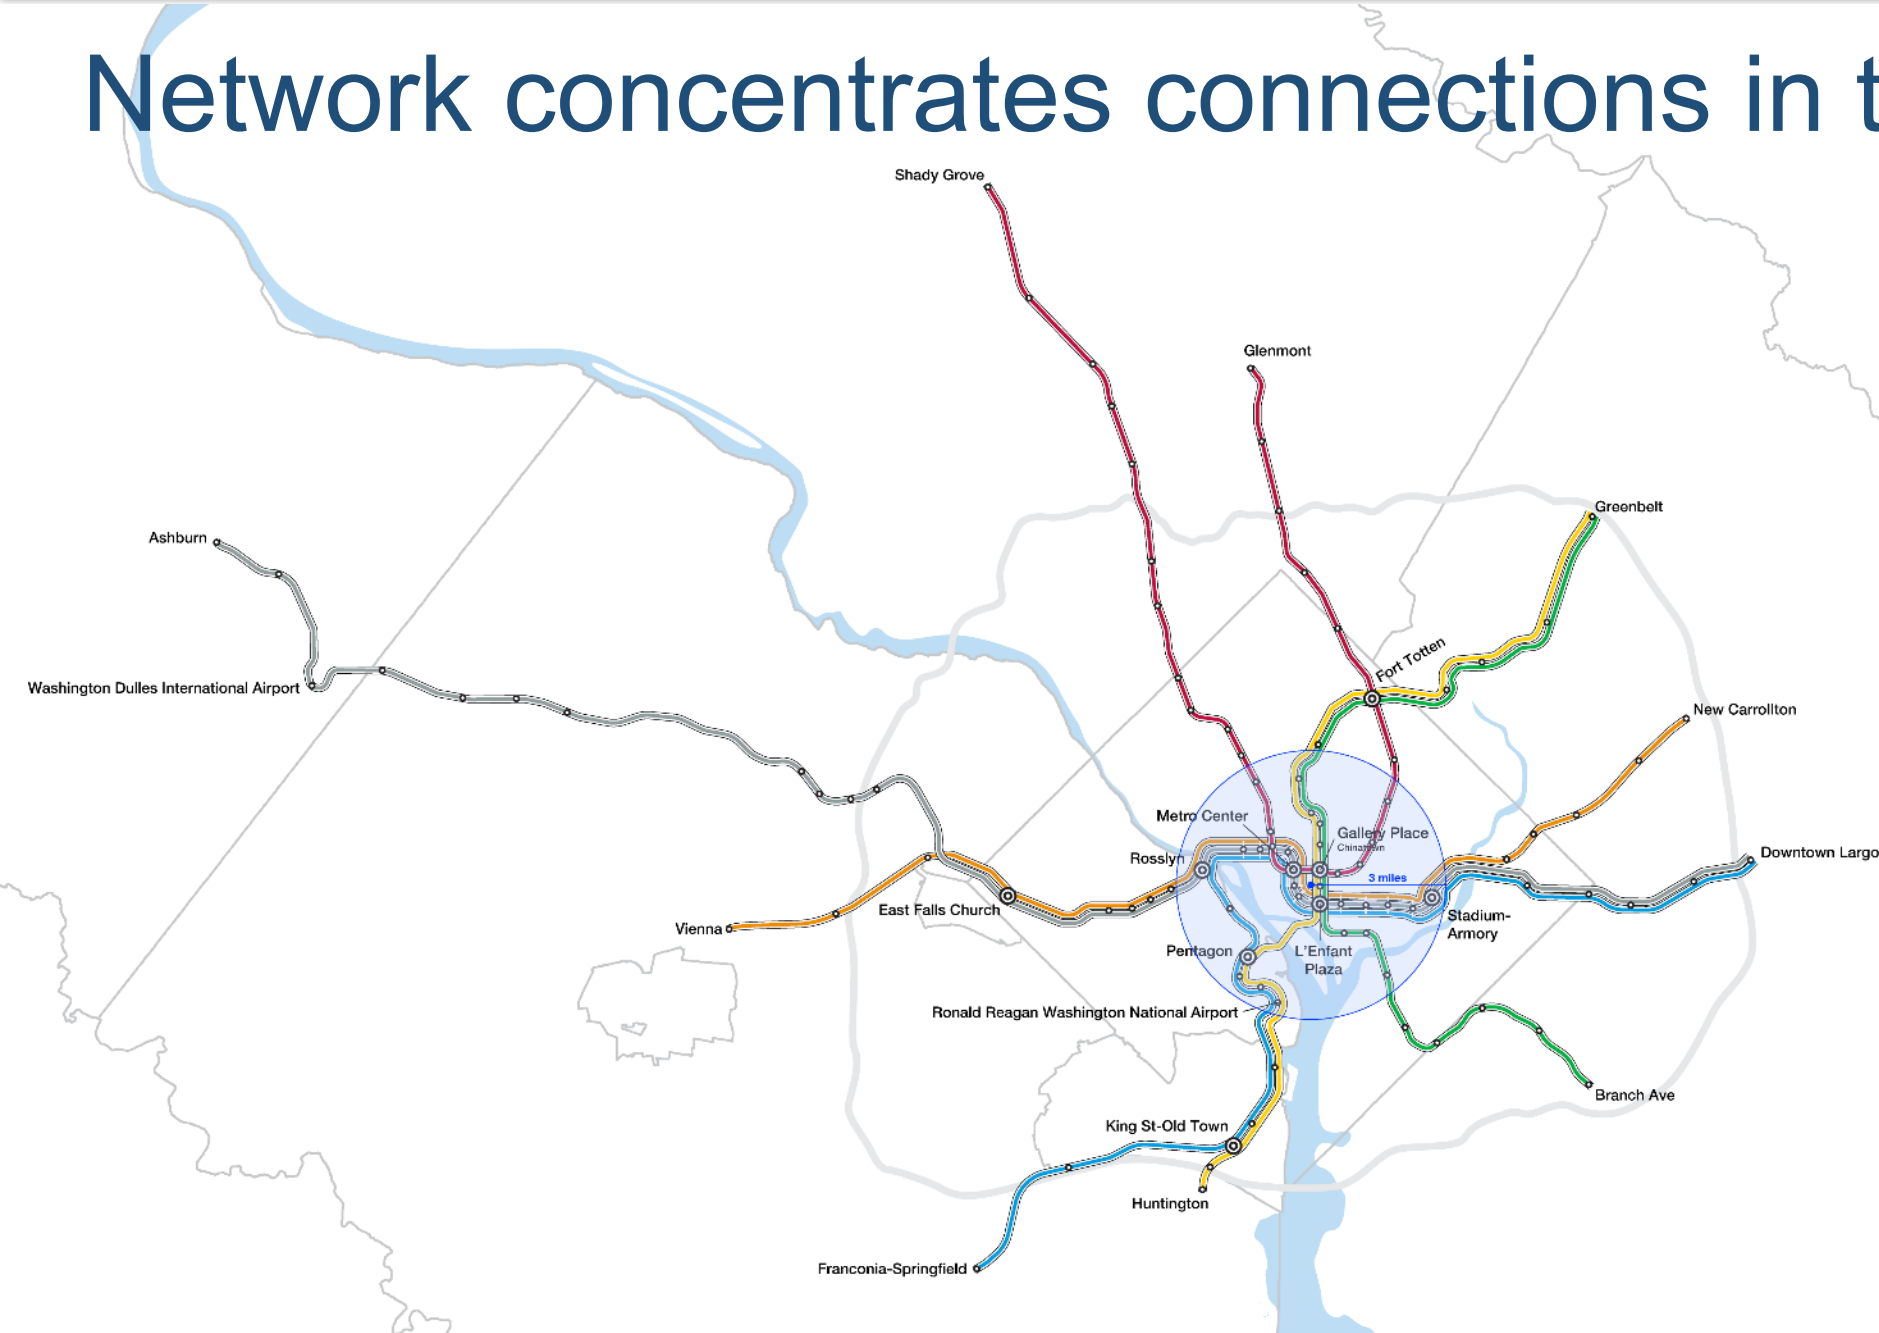 Network concentrates connections in t
Shady Grove
Glenmont
Greenbelt
Ashburn
Fort Totten
Washington Dulles International Airport
New Carrollton
Metro Center
Gallery Place
Chinatown
Rosslyn
Downtown Largo
3 miles
East Falls Church
Vienna
Stadium-
Armory
Pentagon
L'Enfant
Plaza
Ronald Reagan Washington National Airport
Branch Ave
King St-Old Town
Huntington
Franconia-Springfield